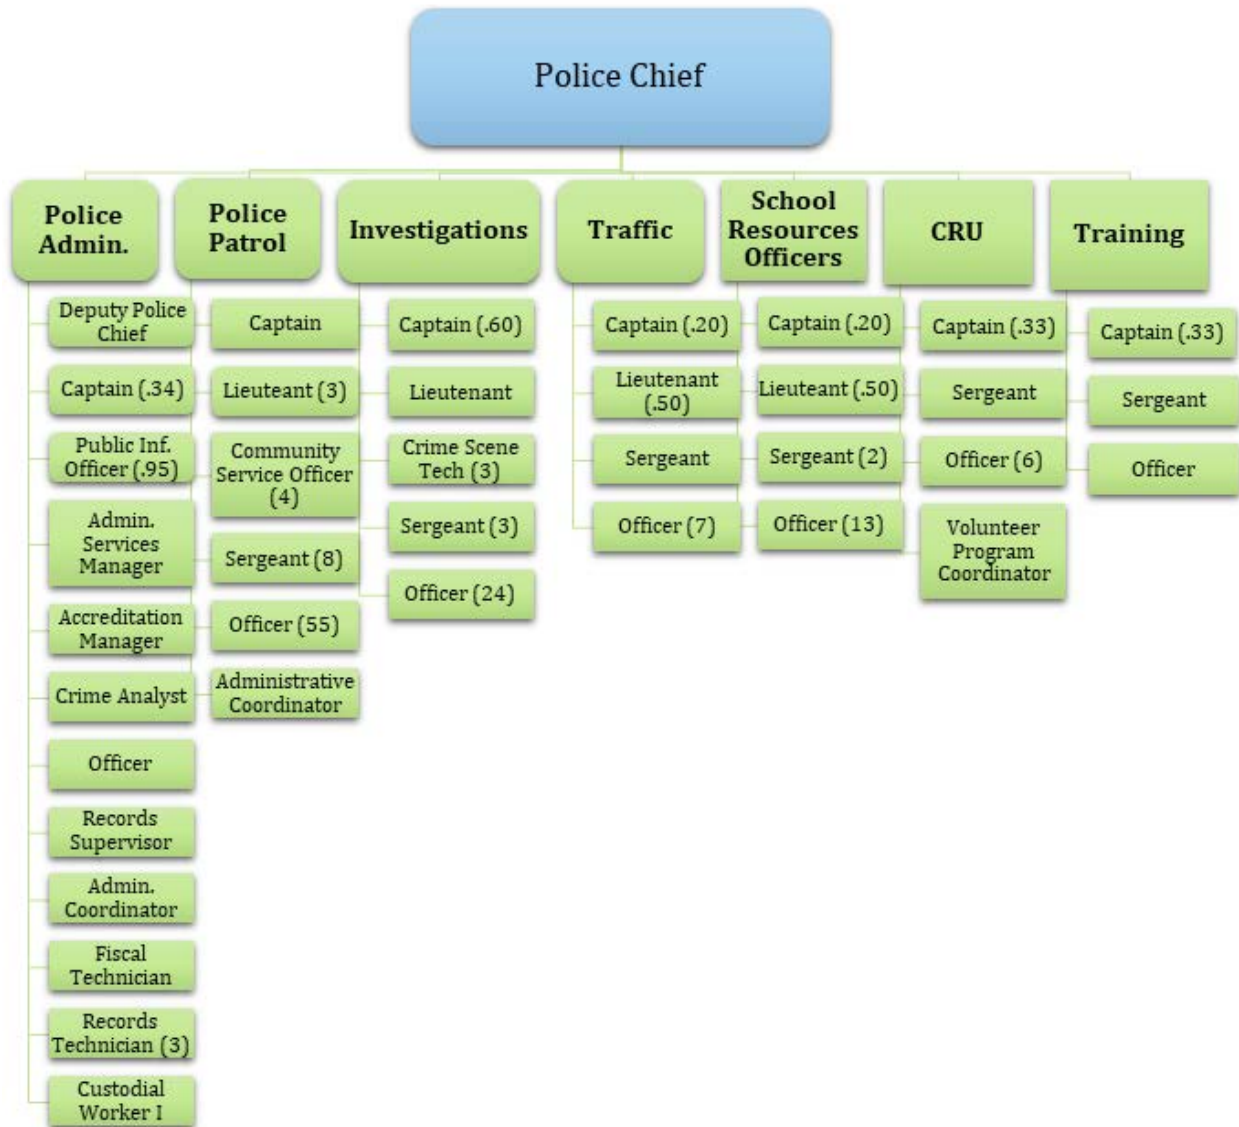 Police Chief
Police
Admin.
Deputy Police
Chief
Captain (.34)
Public Inf.
Officer (.95)
Admin.
Services
Manager
Accreditation
Manager
Crime Analyst
Officer
Records
Supervisor
Admin.
Coordinator
Fiscal
Technician
Records
Technician (3)
Custodial
Worker I
Police
Patrol
Captain
Lieuteant (3)
Community
Service Officer
(4)
Sergeant (8)
Officer (55)
Administrative
Coordinator
Investigations
Captain (.60)
Lieutenant
Crime Scene
Tech (3)
Sergeant (3)
Officer (24)
Traffic
Captain (.20)
Lieutenant
(.50)
Sergeant
Officer (7)
School
Resources
Officers
Captain (.20)
Lieuteant (.50)
Sergeant (2)
Officer (13)
CRU
Captain (.33)
Sergeant
Officer (6)
Volunteer
Program
Coordinator
Training
Captain (.33)
Sergeant
Officer